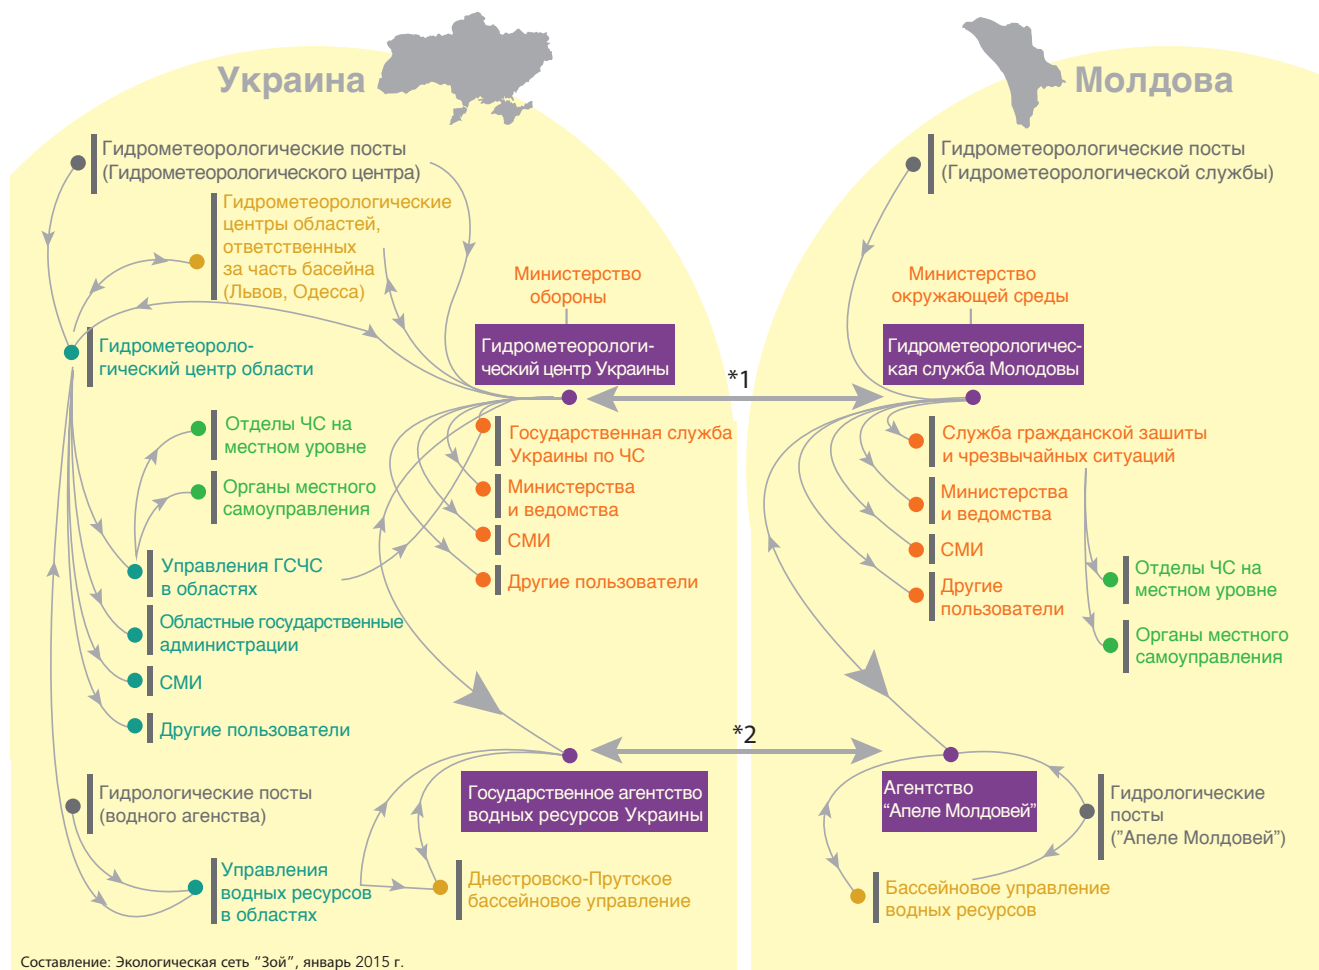 Украина
Гидрометеорологические посты
(Гидрометеорологического центра)
Гидрометеорологические
центры областей,
ответственных
за часть басейна
(Львов, Одесса)
Гидрометеороло-
гический центр области
Отделы ЧС на
местном уровне
Органы местного
самоуправления
Управления ГСЧС
в областях
Областные государственные
администрации
СМИ
Другие пользователи
Гидрологические посты
(водного агенства)
Управления
водных ресурсов
в областях
Министерство
обороны
Гидрометеорологи-
ческий центр Украины
Государственная служба
Украины по ЧС
Министерства
и ведомства
СМИ
Другие пользователи
Государственное агентство
водных ресурсов Украины
Днестровско-Прутское
бассейновое управление
*1
*2
Молдова
Гидрометеорологические посты
(Гидрометеорологической службы)
Министерство
окружающей среды
Гидрометеорологичес-
кая служба Молодовы
Служба гражданской зашиты
и чрезвычайных ситуаций
Министерства
и ведомства
СМИ
Другие
пользователи
Отделы ЧС на
местном уровне
Органы местного
самоуправления
Агентство
“Апеле Молдовей”
Гидрологические
посты
(”Апеле Молдовей”)
Бассейновое управление
водных ресурсов
Составление: Экологическая сеть “Зой”, январь 2015 г.